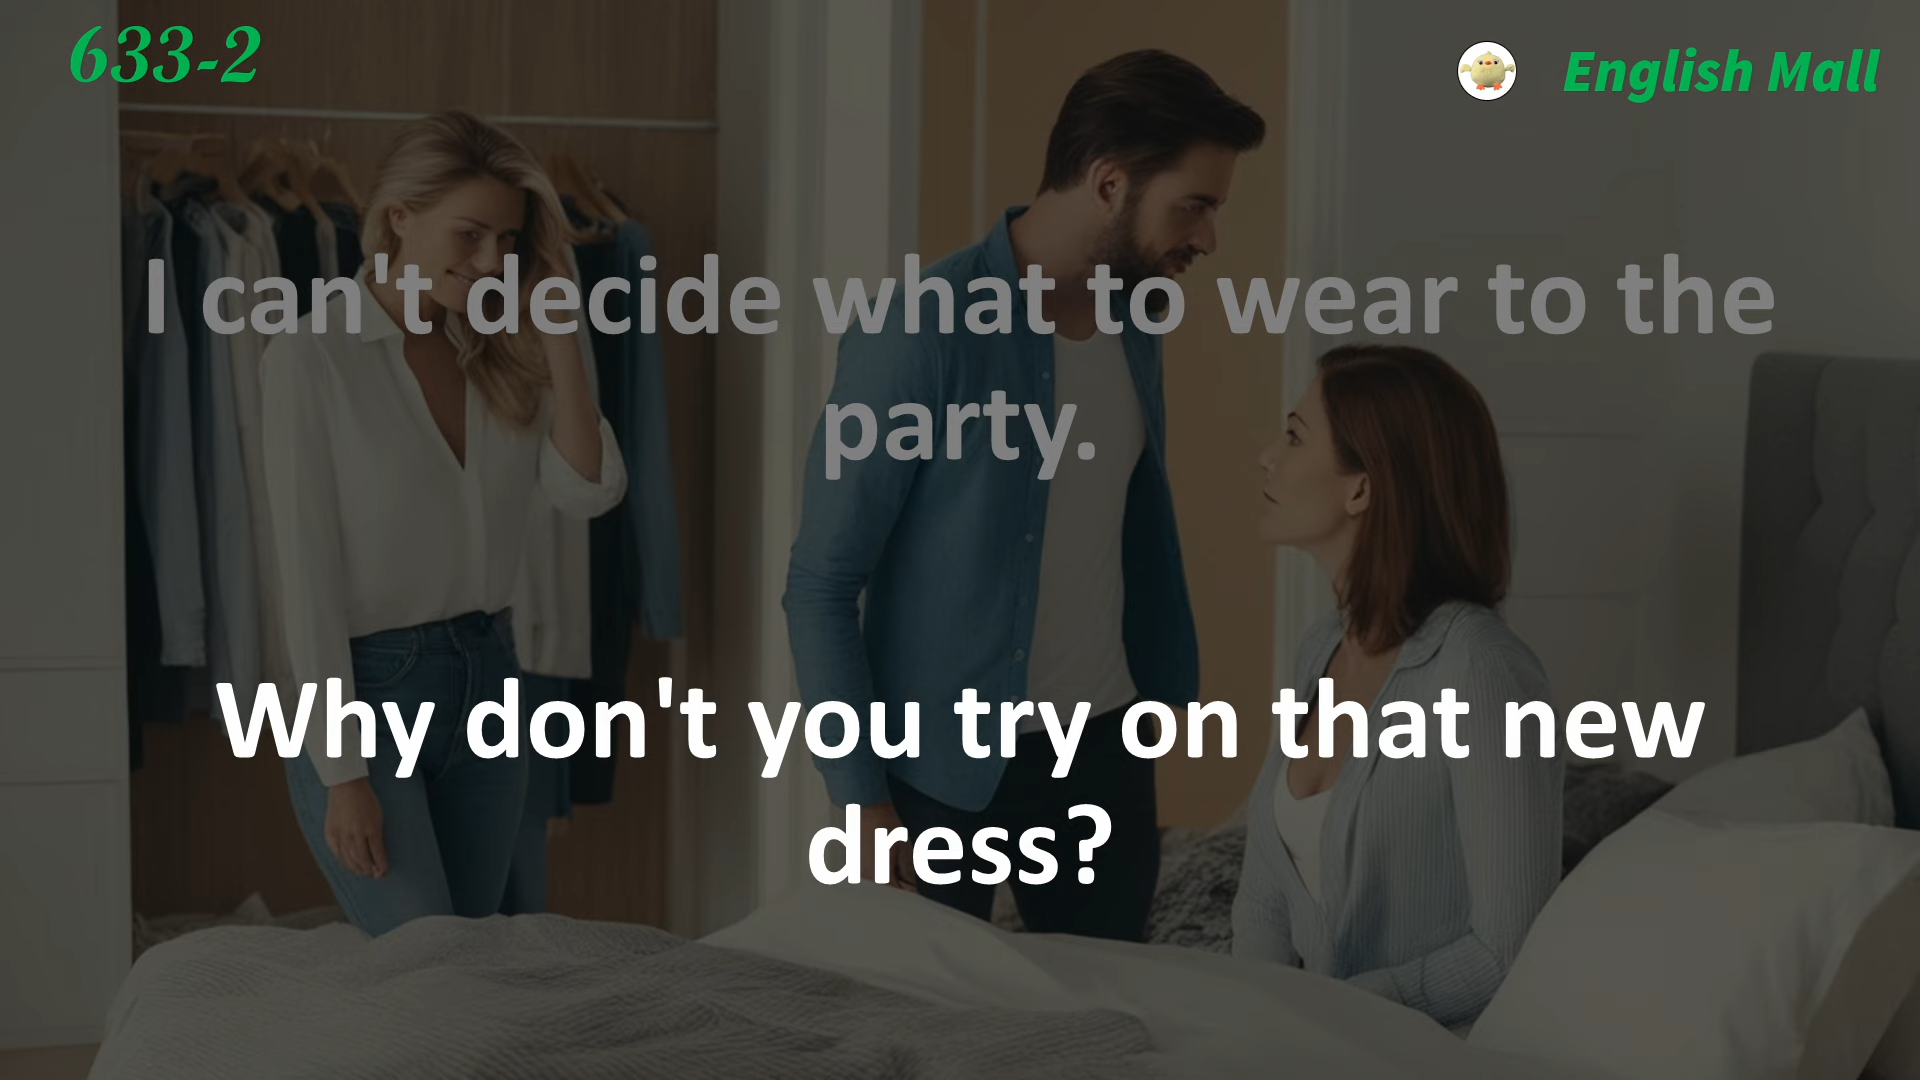 633-2
English Mall
I can't decide what to wear to the
party.
Why don't you try on that new
dress?